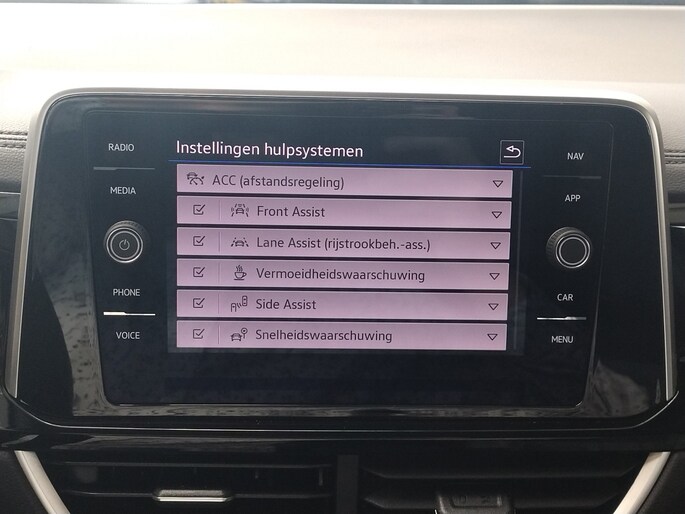 RADIO
MEDIA
PHONE
VOICE
Instellingen hulpsystemen
ACC (afstandsregeling)
Front Assist
Lane Assist (rijstrookbeh.-ass.)
Vermoeidheidswaarschuwing
Side Assist
Snelheidswaarschuwing
NAV
APP
CAR
MENU